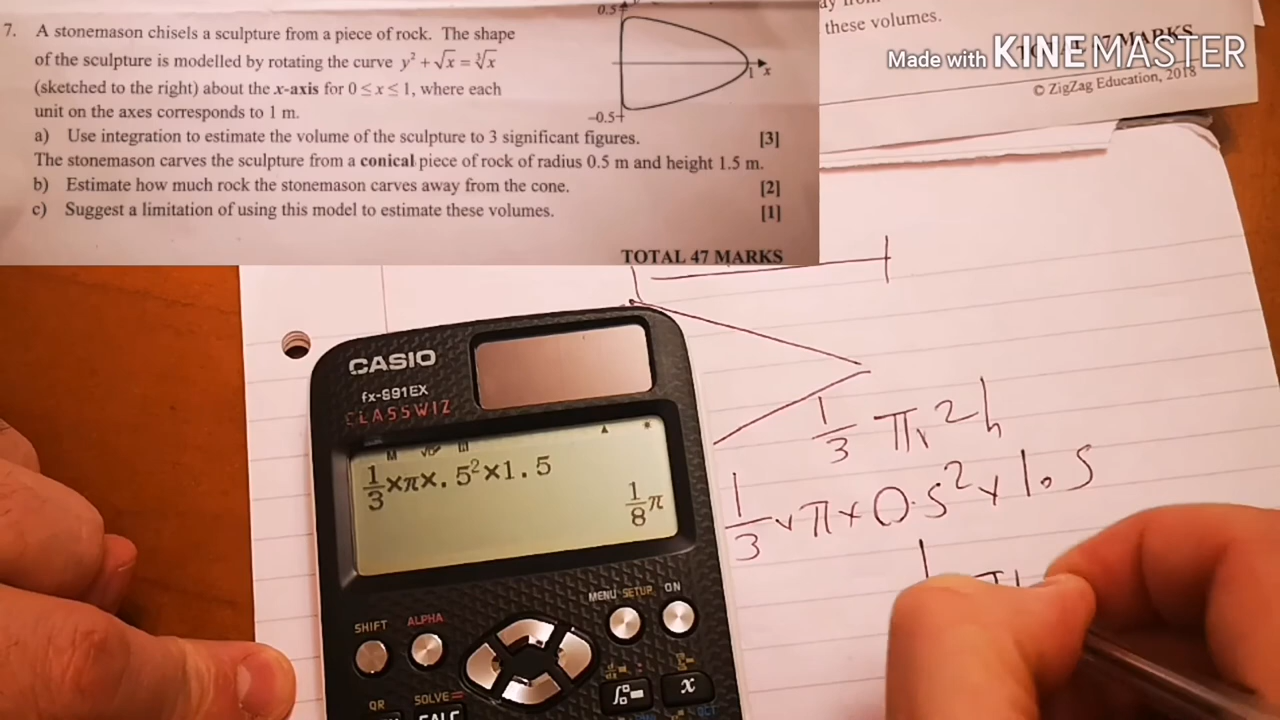 7. A stonemason chisels a sculpture from a piece of rock. The shape
of the sculpture is modelled by rotating the curve y² + √x = ∛x
(sketched to the right) about the x-axis for 0 ≤ x ≤ 1, where each
unit on the axes corresponds to 1 m.
0.5
1 x
-0.5
a) Use integration to estimate the volume of the sculpture to 3 significant figures. [3]
The stonemason carves the sculpture from a conical piece of rock of radius 0.5 m and height 1.5 m.
b) Estimate how much rock the stonemason carves away from the cone. [2]
c) Suggest a limitation of using this model to estimate these volumes. [1]
TOTAL 47 MARKS
these volumes.
MARKS
© ZigZag Education, 2018
Made with KINEMASTER
CASIO
fx-991EX
CLASSWIZ
M
1/3×π×.5²×1.5
1/8π
SHIFT ALPHA MENU SETUP ON
QR SOLVE =
CALC
x
1/3 πr²h
1/3 × π × 0.5² × 1.5